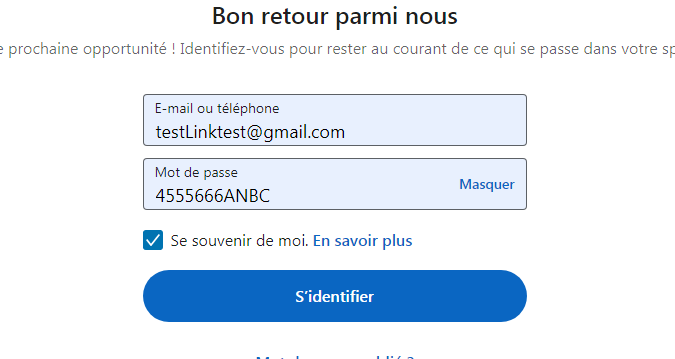 Bon retour parmi nous
prochaine opportunité ! Identifiez-vous pour rester au courant de ce qui se passe dans votre
E-mail ou téléphone
testLinktest@gmail.com
Mot de passe
4555666ANBC
Masquer
Se souvenir de moi. En savoir plus
S'identifier